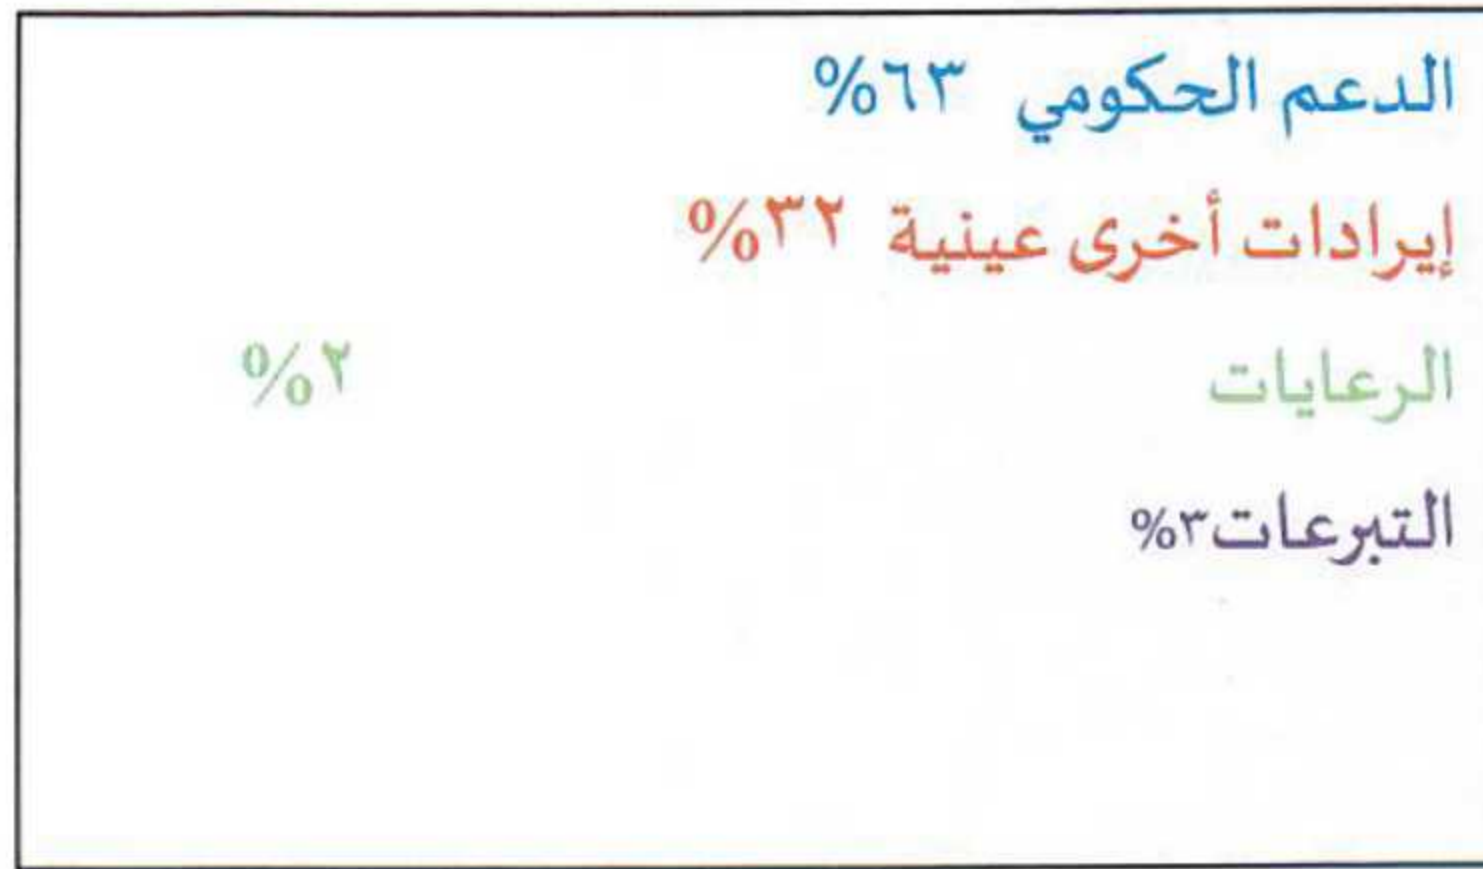 الدعم الحكومي ٦٣%
إيرادات أخرى عينية ٣٢%
الرعايات ٢%
التبرعات٣%